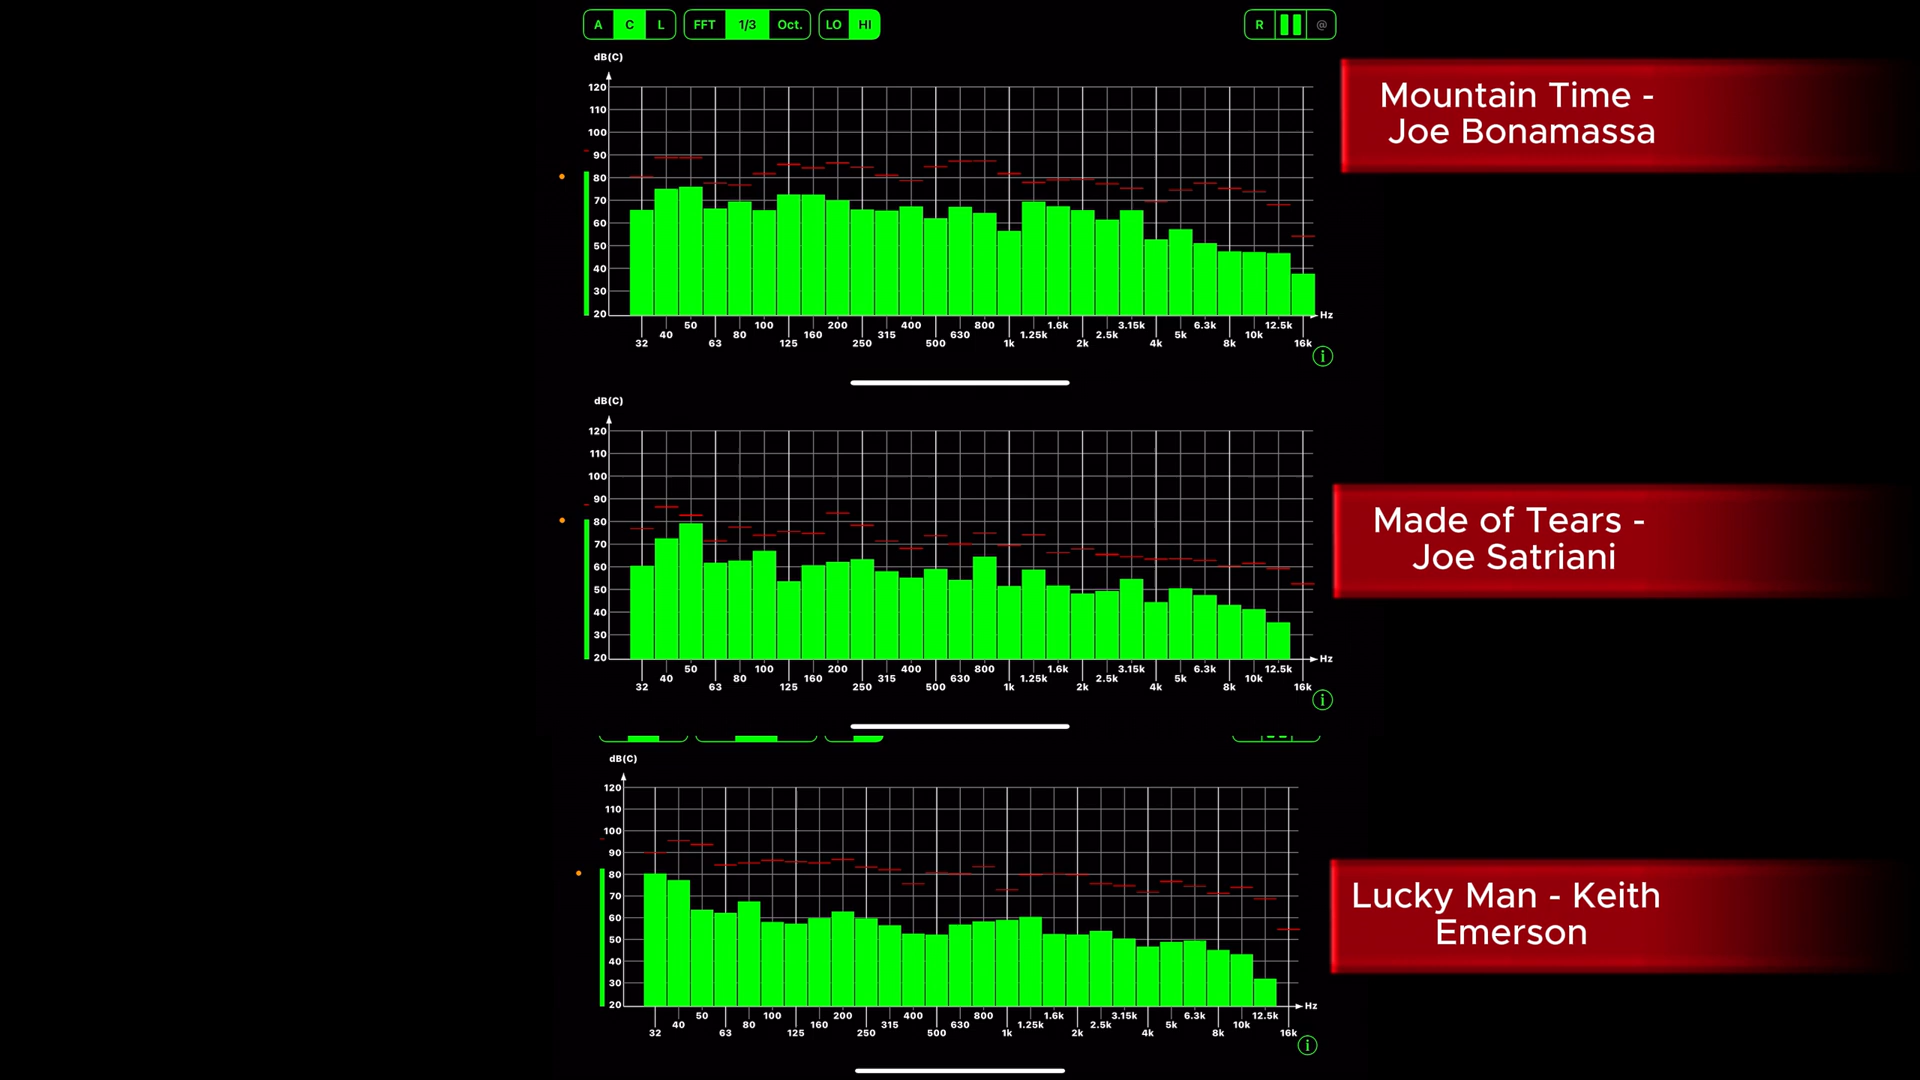 A C L FFT 1/3 Oct. LO HI R @
dB(C)
Mountain Time -
Joe Bonamassa
120
110
100
90
80
70
60
50
40
30
20
50 100 200 400 800 1.6k 3.15k 6.3k 12.5k Hz
40 80 160 315 630 1.25k 2.5k 5k 10k
32 63 125 250 500 1k 2k 4k 8k 16k
i
dB(C)
120
110
100
90
80
70
60
50
40
30
20
Made of Tears -
Joe Satriani
50 100 200 400 800 1.6k 3.15k 6.3k 12.5k Hz
40 80 160 315 630 1.25k 2.5k 5k 10k
32 63 125 250 500 1k 2k 4k 8k 16k
i
dB(C)
120
110
100
90
80
70
60
50
40
30
20
Lucky Man - Keith
Emerson
50 100 200 400 800 1.6k 3.15k 6.3k 12.5k Hz
40 80 160 315 630 1.25k 2.5k 5k 10k
32 63 125 250 500 1k 2k 4k 8k 16k
i